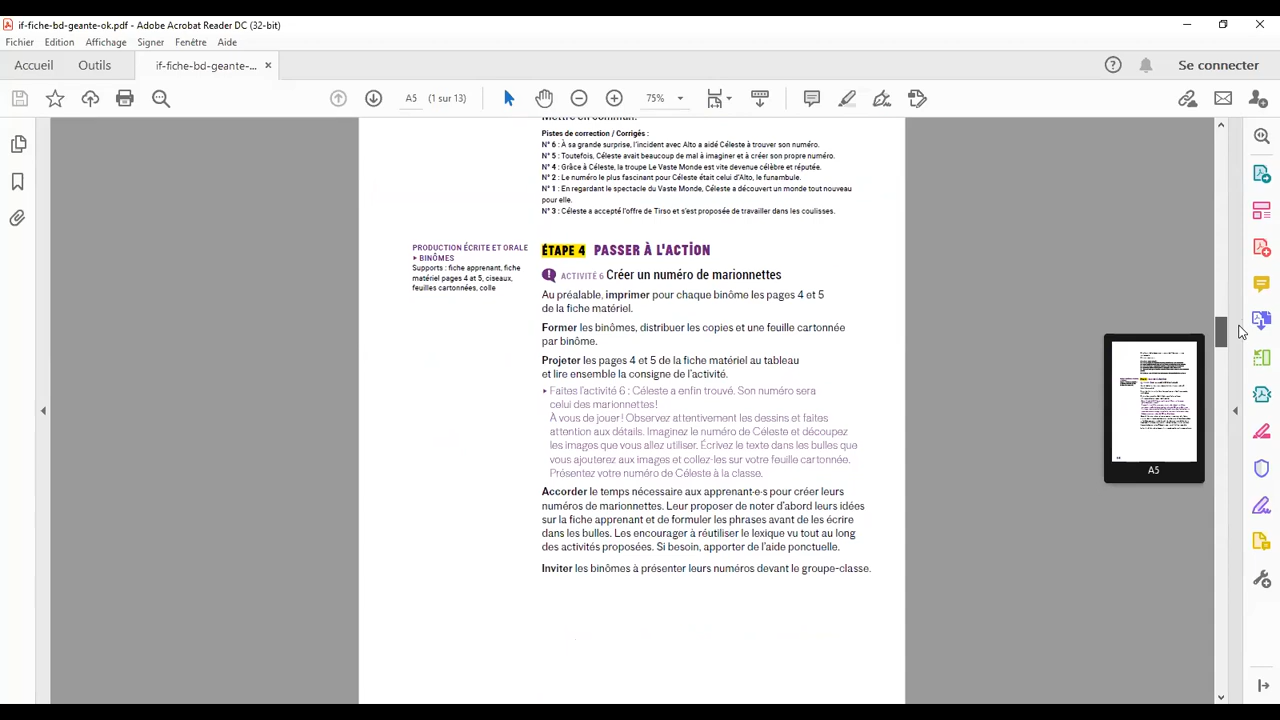 if-fiche-bd-geante-ok.pdf - Adobe Acrobat Reader DC (32-bit)
Fichier Edition Affichage Signer Fenêtre Aide
Accueil Outils if-fiche-bd-geante-... × Se connecter
A5 (1 sur 13) 75%
Mettre en commun.
Pistes de correction / Corrigés :
N° 6 : À sa grande surprise, l'incident avec Alto a aidé Céleste à trouver son numéro.
N° 5 : Toutefois, Céleste avait beaucoup de mal à imaginer et à créer son propre numéro.
N° 4 : Grâce à Céleste, la troupe Le Vaste Monde est vite devenue célèbre et réputée.
N° 2 : Le numéro le plus fascinant pour Céleste était celui d'Alto, le funambule.
N° 1 : En regardant le spectacle du Vaste Monde, Céleste a découvert un monde tout nouveau
pour elle.
N° 3 : Céleste a accepté l'offre de Tirso et s'est proposée de travailler dans les coulisses.
PRODUCTION ÉCRITE ET ORALE
▸ BINÔMES
Supports : fiche apprenant, fiche
matériel pages 4 at 5, ciseaux,
feuilles cartonnées, colle
ÉTAPE 4 PASSER À L'ACTION
! ACTIVITÉ 6 Créer un numéro de marionnettes
Au préalable, imprimer pour chaque binôme les pages 4 et 5
de la fiche matériel.
Former les binômes, distribuer les copies et une feuille cartonnée
par binôme.
Projeter les pages 4 et 5 de la fiche matériel au tableau
et lire ensemble la consigne de l'activité.
▸ Faites l'activité 6 : Céleste a enfin trouvé. Son numéro sera
celui des marionnettes !
À vous de jouer ! Observez attentivement les dessins et faites
attention aux détails. Imaginez le numéro de Céleste et découpez
les images que vous allez utiliser. Écrivez le texte dans les bulles que
vous ajouterez aux images et collez-les sur votre feuille cartonnée.
Présentez votre numéro de Céleste à la classe.
Accorder le temps nécessaire aux apprenant·e·s pour créer leurs
numéros de marionnettes. Leur proposer de noter d'abord leurs idées
sur la fiche apprenant et de formuler les phrases avant de les écrire
dans les bulles. Les encourager à réutiliser le lexique vu tout au long
des activités proposées. Si besoin, apporter de l'aide ponctuelle.
Inviter les binômes à présenter leurs numéros devant le groupe-classe.
A5